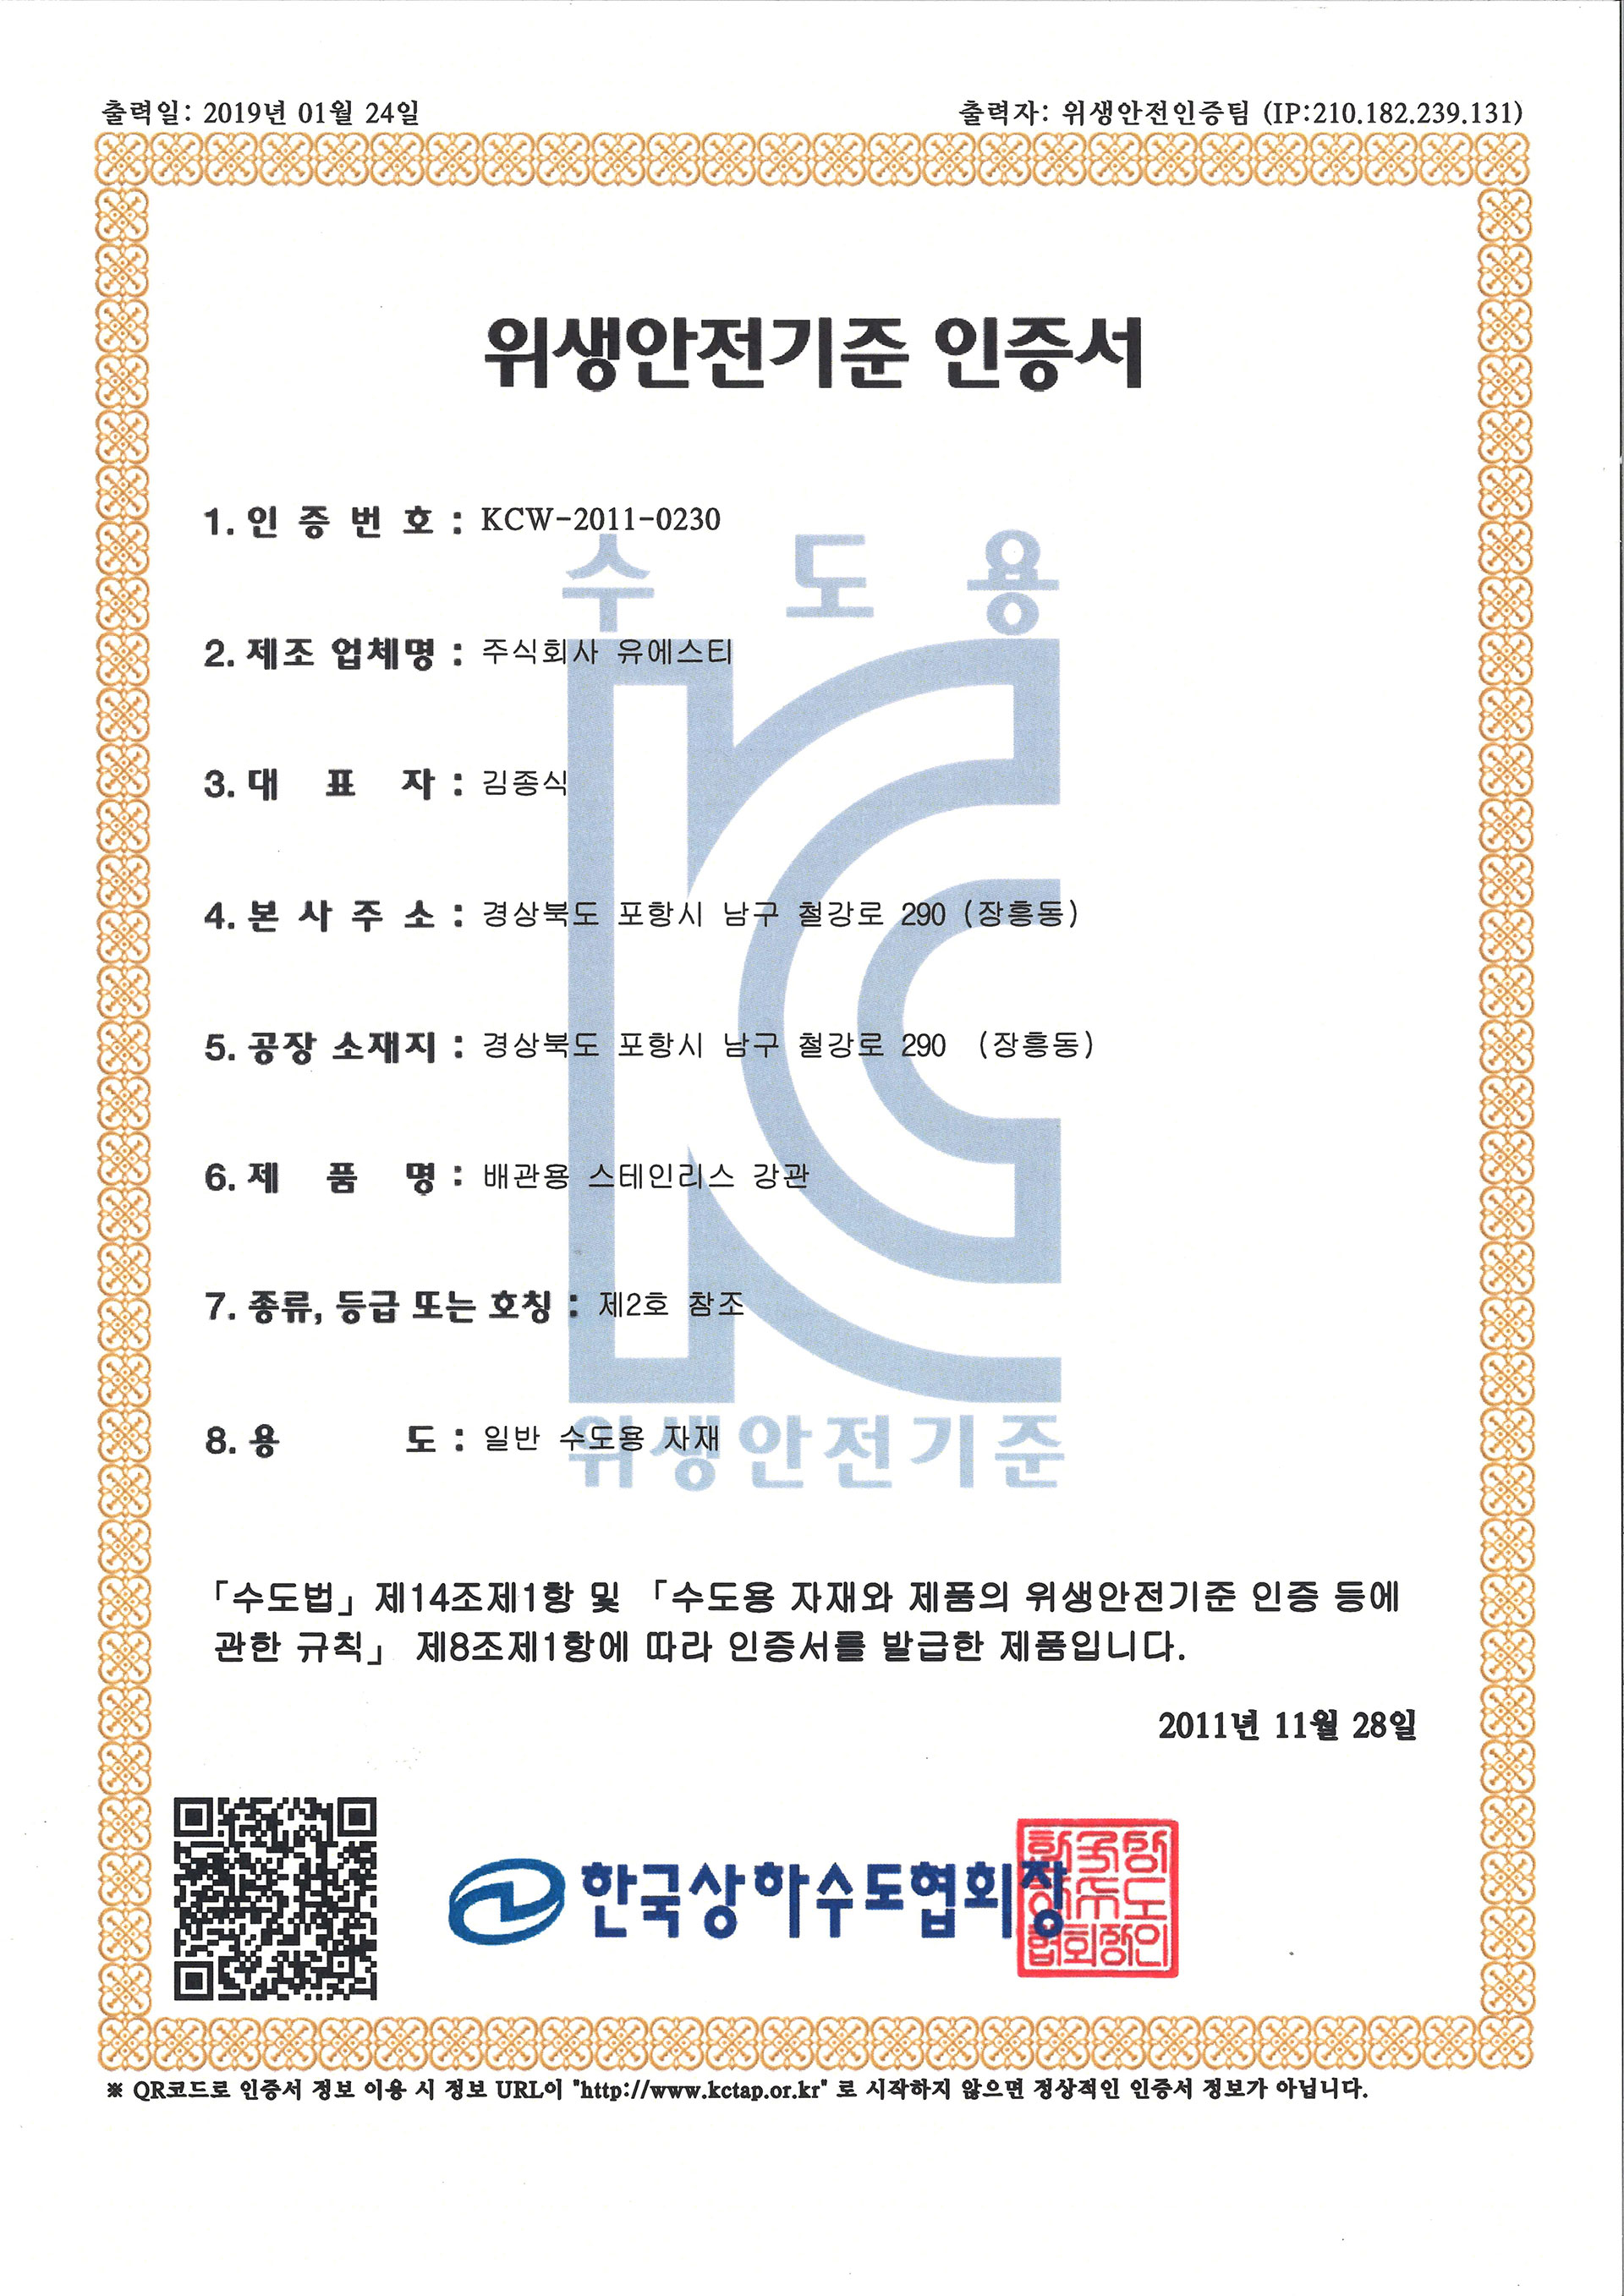 출력일: 2019년 01월 24일
출력자: 위생안전인증팀 (IP:210.182.239.131)
위생안전기준 인증서
1. 인 증 번 호 : KCW-2011-0230
수 도 용
2. 제조 업체명 : 주식회사 유에스티
3. 대 표 자 : 김종식
4. 본 사 주 소 : 경상북도 포항시 남구 철강로 290 (장흥동)
5. 공장 소재지 : 경상북도 포항시 남구 철강로 290 (장흥동)
6. 제 품 명 : 배관용 스테인리스 강관
7. 종류, 등급 또는 호칭 : 제2호 참조
8. 용 도 : 일반 수도용 자재
위생안전기준
「수도법」제14조제1항 및 「수도용 자재와 제품의 위생안전기준 인증 등에
관한 규칙」 제8조제1항에 따라 인증서를 발급한 제품입니다.
2011년 11월 28일
한국상하수도협회장
한국상
하수도
협회장인
※ QR코드로 인증서 정보 이용 시 정보 URL이 "http://www.kctap.or.kr" 로 시작하지 않으면 정상적인 인증서 정보가 아닙니다.